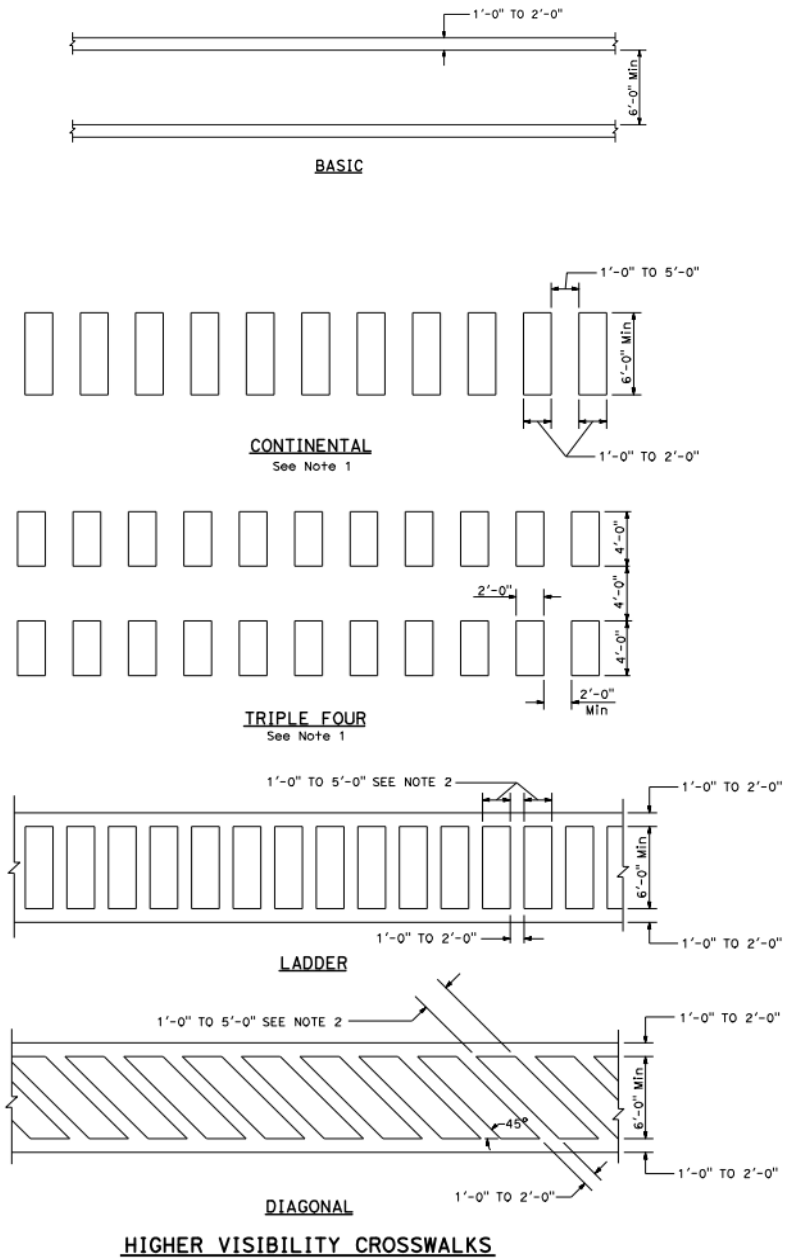 1'-0" TO 2'-0"
6'-0" Min
BASIC
1'-0" TO 5'-0"
6'-0" Min
CONTINENTAL
See Note 1
1'-0" TO 2'-0"
4'-0"
2'-0"
4'-0"
4'-0"
TRIPLE FOUR
See Note 1
2'-0"
Min
1'-0" TO 5'-0" SEE NOTE 2
1'-0" TO 2'-0"
6'-0" Min
1'-0" TO 2'-0"
1'-0" TO 2'-0"
LADDER
1'-0" TO 5'-0" SEE NOTE 2
1'-0" TO 2'-0"
6'-0" Min
45°
1'-0" TO 2'-0"
1'-0" TO 2'-0"
DIAGONAL
HIGHER VISIBILITY CROSSWALKS